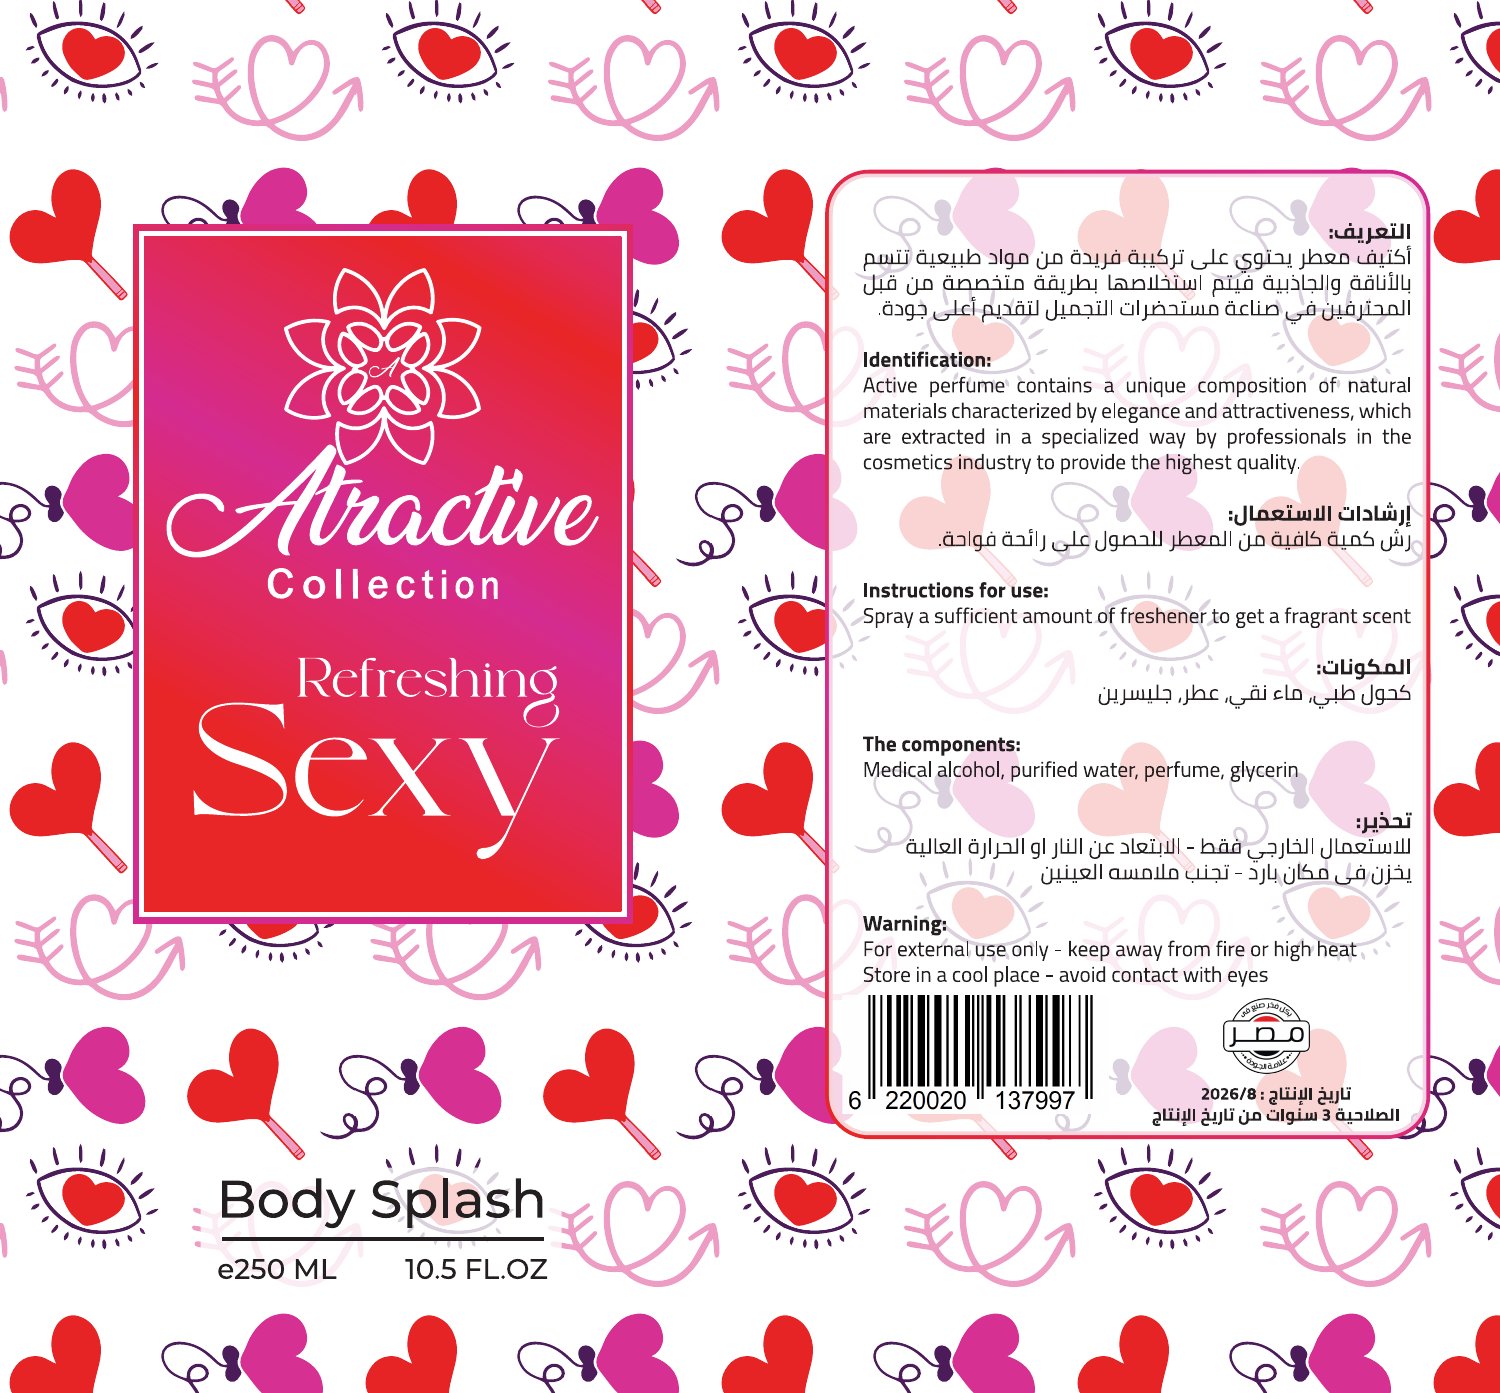 A
Atractive
Collection
Refreshing
Sexy
Body Splash
e250 ML 10.5 FL.OZ
التعريف:
أكتيف معطر يحتوي على تركيبة فريدة من مواد طبيعية تتسم
بالأناقة والجاذبية فيتم استخلاصها بطريقة متخصصة من قبل
المحترفين في صناعة مستحضرات التجميل لتقديم أعلى جودة.
Identification:
Active perfume contains a unique composition of natural
materials characterized by elegance and attractiveness, which
are extracted in a specialized way by professionals in the
cosmetics industry to provide the highest quality.
إرشادات الاستعمال:
رش كمية كافية من المعطر للحصول على رائحة فواحة.
Instructions for use:
Spray a sufficient amount of freshener to get a fragrant scent
المكونات:
كحول طبي, ماء نقي, عطر, جليسرين
The components:
Medical alcohol, purified water, perfume, glycerin
تحذير:
للاستعمال الخارجي فقط - الابتعاد عن النار او الحرارة العالية
يخزن فى مكان بارد - تجنب ملامسه العينين
Warning:
For external use only - keep away from fire or high heat
Store in a cool place - avoid contact with eyes
6 220020 137997
بكل فخر صنع في
مصر
علامة الجودة
تاريخ الإنتاج : 2026/8
الصلاحية 3 سنوات من تاريخ الإنتاج